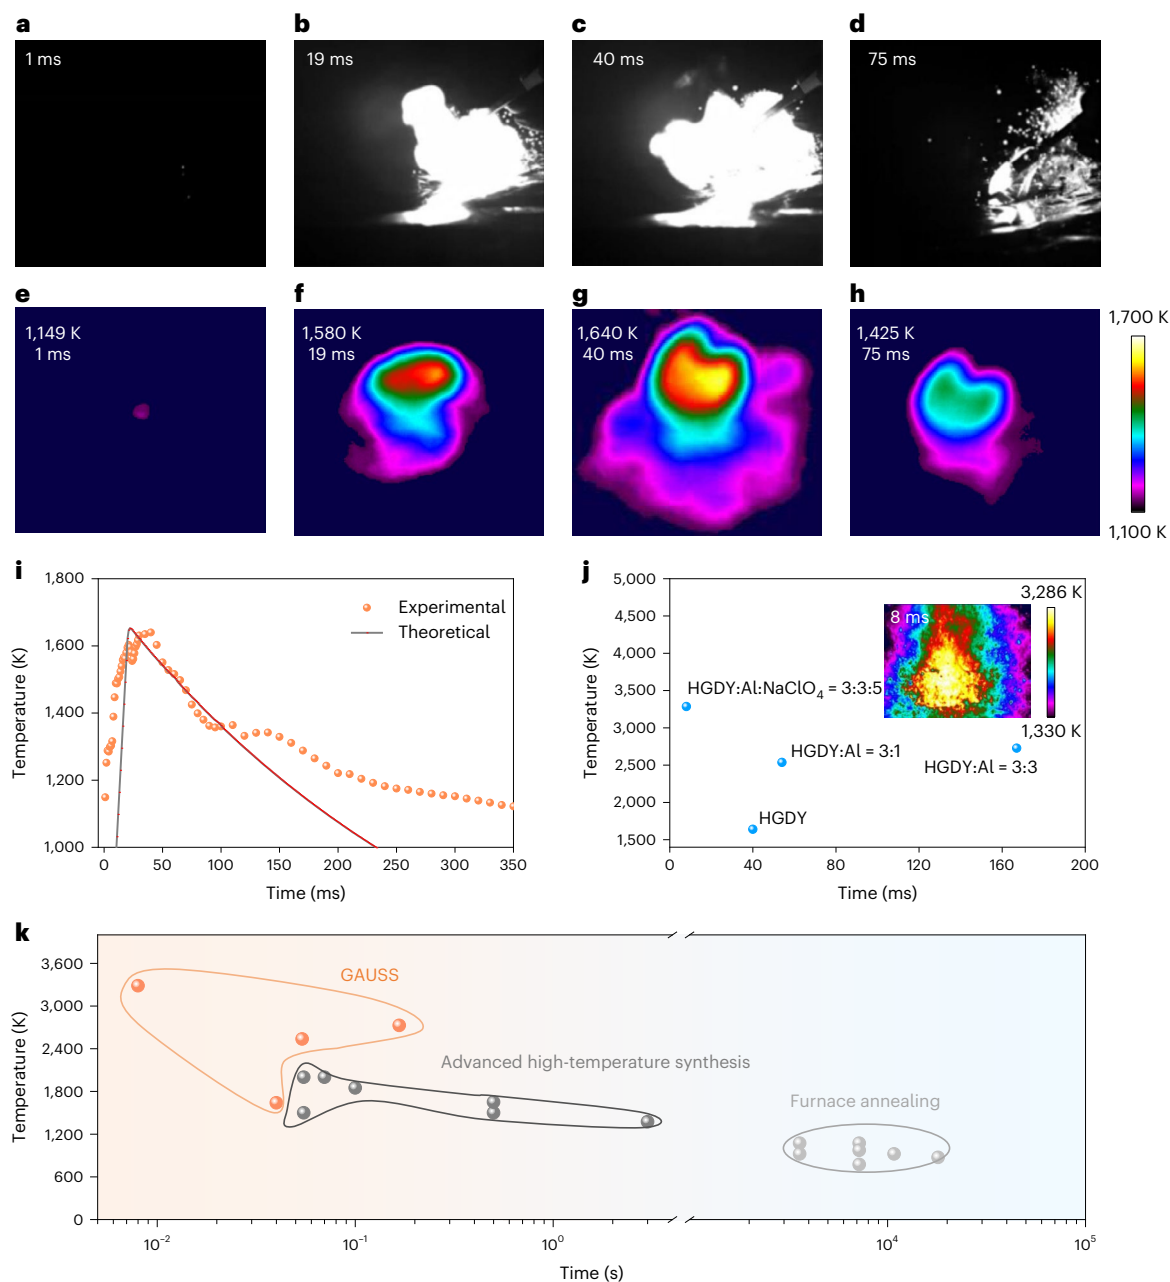 a
b
c
d
1 ms
19 ms
40 ms
75 ms
e
f
g
h
1,149 K
1 ms
1,580 K
19 ms
1,640 K
40 ms
1,425 K
75 ms
1,700 K
1,100 K
i
1,800
1,600
1,400
1,200
1,000
Temperature (K)
Experimental
Theoretical
0
50
100
150
200
250
300
350
Time (ms)
j
5,000
4,500
4,000
3,500
3,000
2,500
2,000
1,500
Temperature (K)
8 ms
3,286 K
1,330 K
HGDY:Al:NaClO₄ = 3:3:5
HGDY:Al = 3:1
HGDY:Al = 3:3
HGDY
0
40
80
120
160
200
Time (ms)
k
3,600
3,000
2,400
1,800
1,200
600
0
Temperature (K)
GAUSS
Advanced high-temperature synthesis
Furnace annealing
10⁻²
10⁻¹
10⁰
10⁴
10⁵
Time (s)